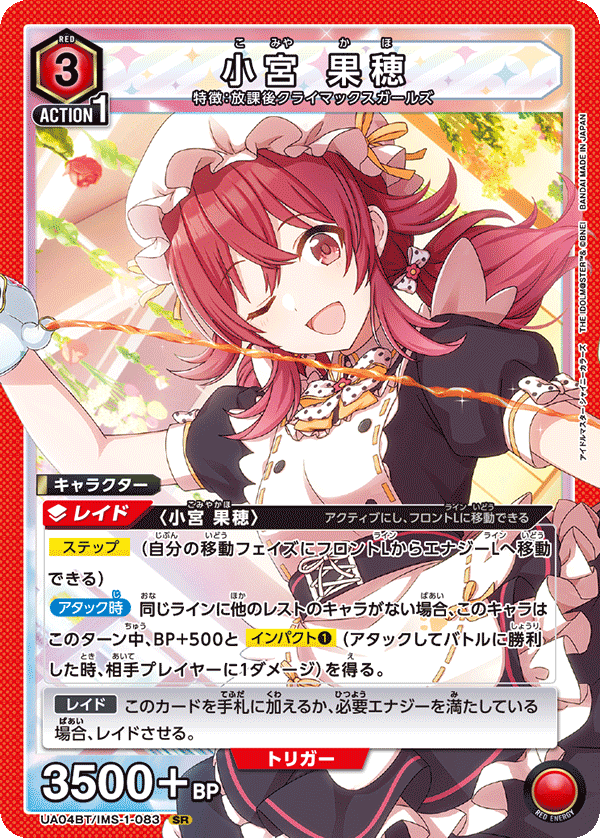 RED
3
ACTION1
こみや かほ
小宮 果穂
特徴:放課後クライマックスガールズ
アイドルマスター シャイニーカラーズ THE IDOLM@STER™& ©BNEI BANDAI MADE IN JAPAN
キャラクター
レイド 〈小宮 果穂〉 アクティブにし、フロントLに移動できる
ステップ (自分の移動フェイズにフロントLからエナジーLへ移動
できる)
アタック時 同じラインに他のレストのキャラがない場合、このキャラは
このターン中、BP+500と インパクト❶ (アタックしてバトルに勝利
した時、相手プレイヤーに1ダメージ)を得る。
レイド このカードを手札に加えるか、必要エナジーを満たしている
場合、レイドさせる。
トリガー
3500+BP
RED ENERGY
UA04BT/IMS-1-083 SR